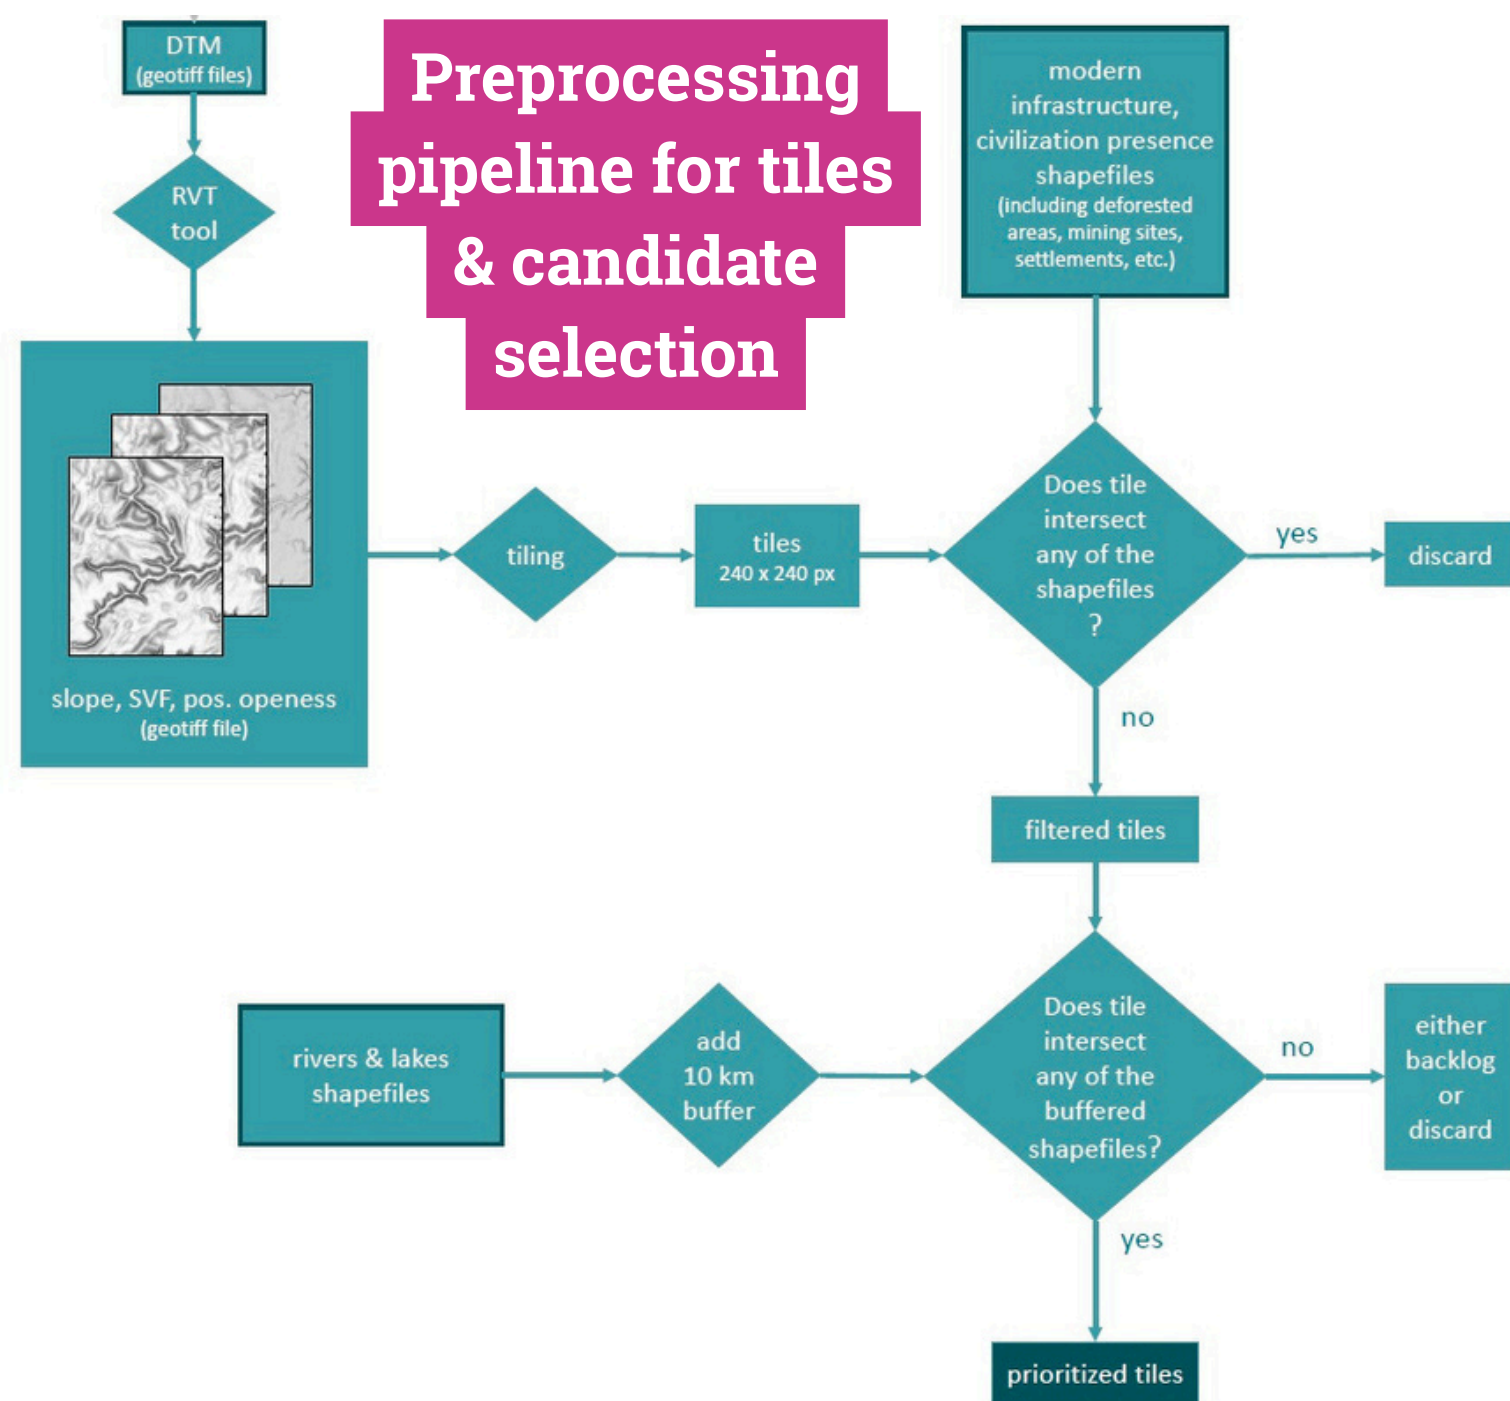 DTM
(geotiff files)
RVT
tool
Preprocessing
pipeline for tiles
& candidate
selection
modern
infrastructure,
civilization presence
shapefiles
(including deforested
areas, mining sites,
settlements, etc.)
slope, SVF, pos. openess
(geotiff file)
tiling
tiles
240 x 240 px
Does tile
intersect
any of the
shapefiles
?
yes
discard
no
filtered tiles
rivers & lakes
shapefiles
add
10 km
buffer
Does tile
intersect
any of the
buffered
shapefiles?
no
either
backlog
or
discard
yes
prioritized tiles